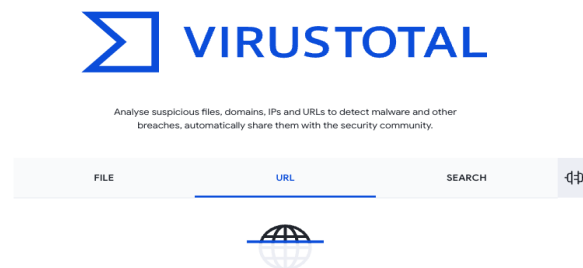 VIRUSTOTAL
Analyse suspicious files, domains, IPs and URLs to detect malware and other
breaches, automatically share them with the security community.
FILE URL SEARCH